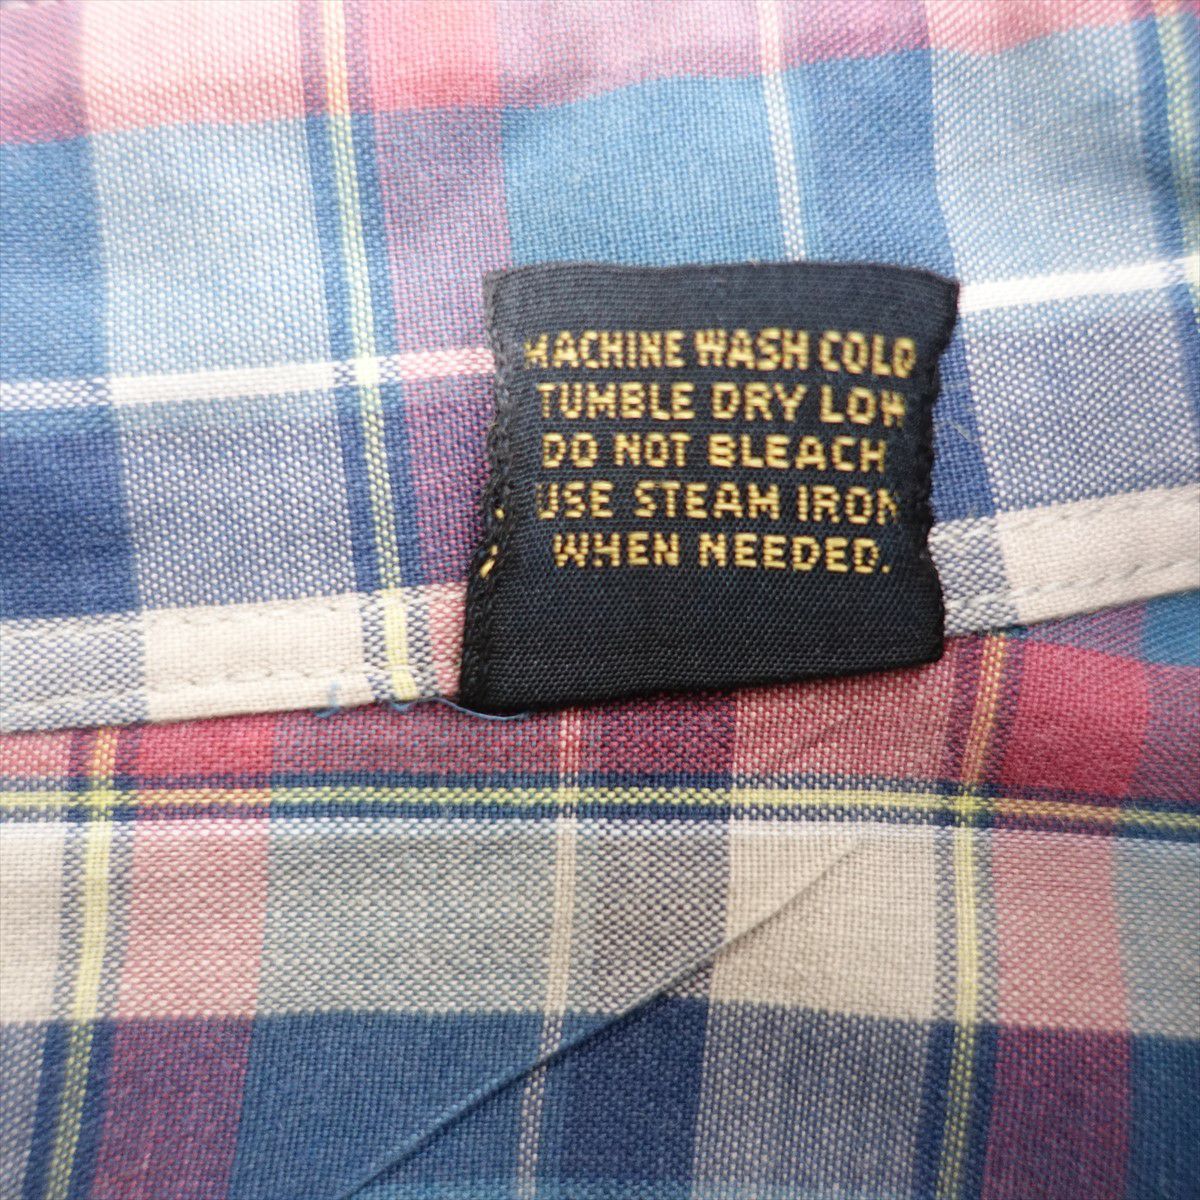 MACHINE WASH COLD
TUMBLE DRY LOW
DO NOT BLEACH
USE STEAM IRON
WHEN NEEDED.